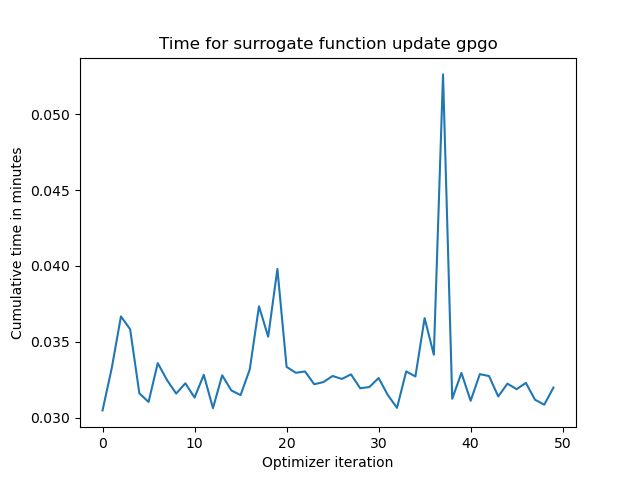 Time for surrogate function update gpgo
Cumulative time in minutes
0.050
0.045
0.040
0.035
0.030
0 10 20 30 40 50
Optimizer iteration